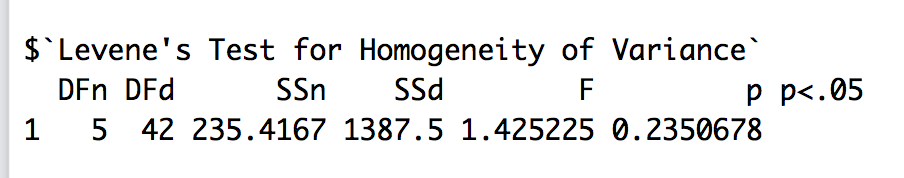 $`Levene's Test for Homogeneity of Variance`
DFn DFd SSn SSd F p p<.05
1 5 42 235.4167 1387.5 1.425225 0.2350678